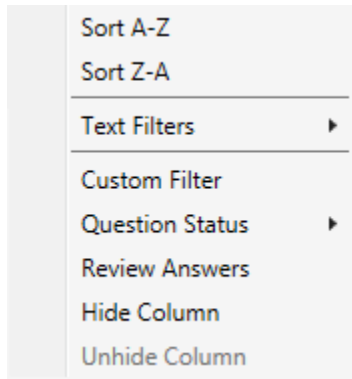 Sort A-Z
Sort Z-A
Text Filters
Custom Filter
Question Status
Review Answers
Hide Column
Unhide Column